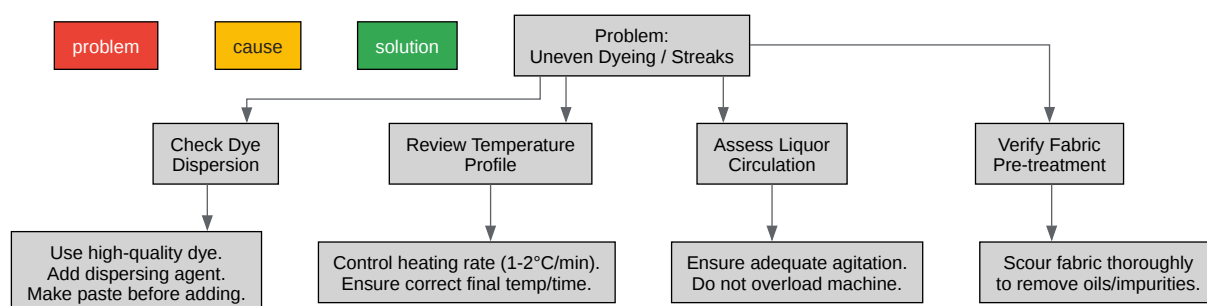 problem
cause
solution
Problem:
Uneven Dyeing / Streaks
Check Dye
Dispersion
Review Temperature
Profile
Assess Liquor
Circulation
Verify Fabric
Pre-treatment
Use high-quality dye.
Add dispersing agent.
Make paste before adding.
Control heating rate (1-2°C/min).
Ensure correct final temp/time.
Ensure adequate agitation.
Do not overload machine.
Scour fabric thoroughly
to remove oils/impurities.